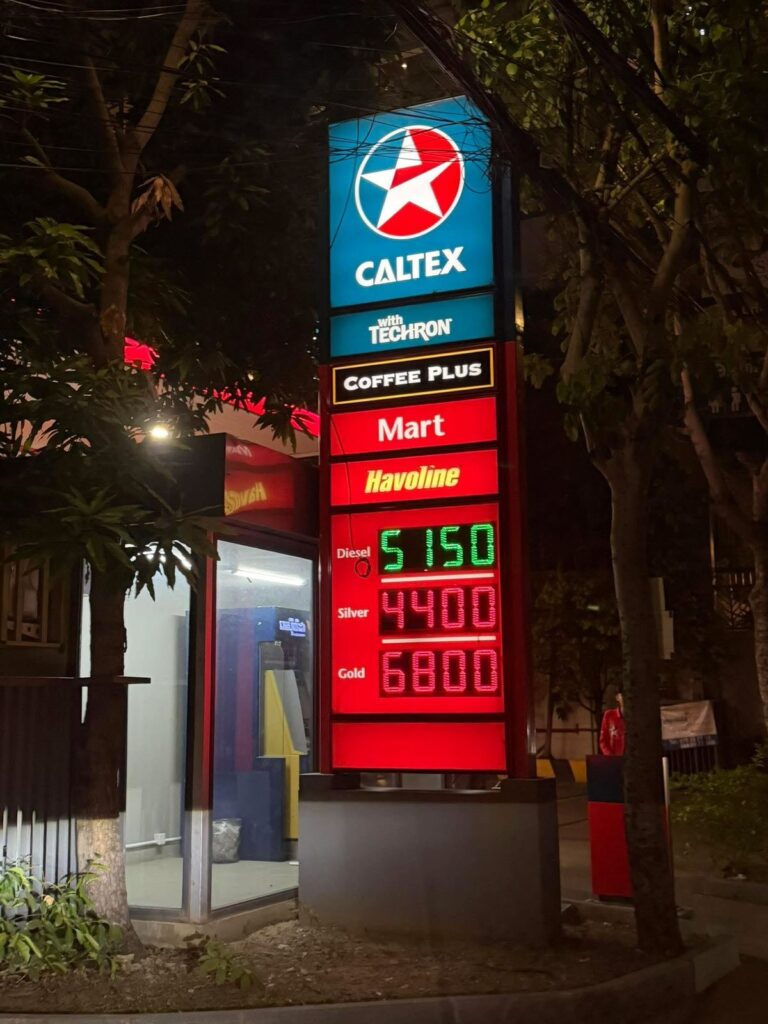 CALTEX
with
TECHRON
COFFEE PLUS
Mart
Havoline
Diesel 5150
Silver 4400
Gold 6800